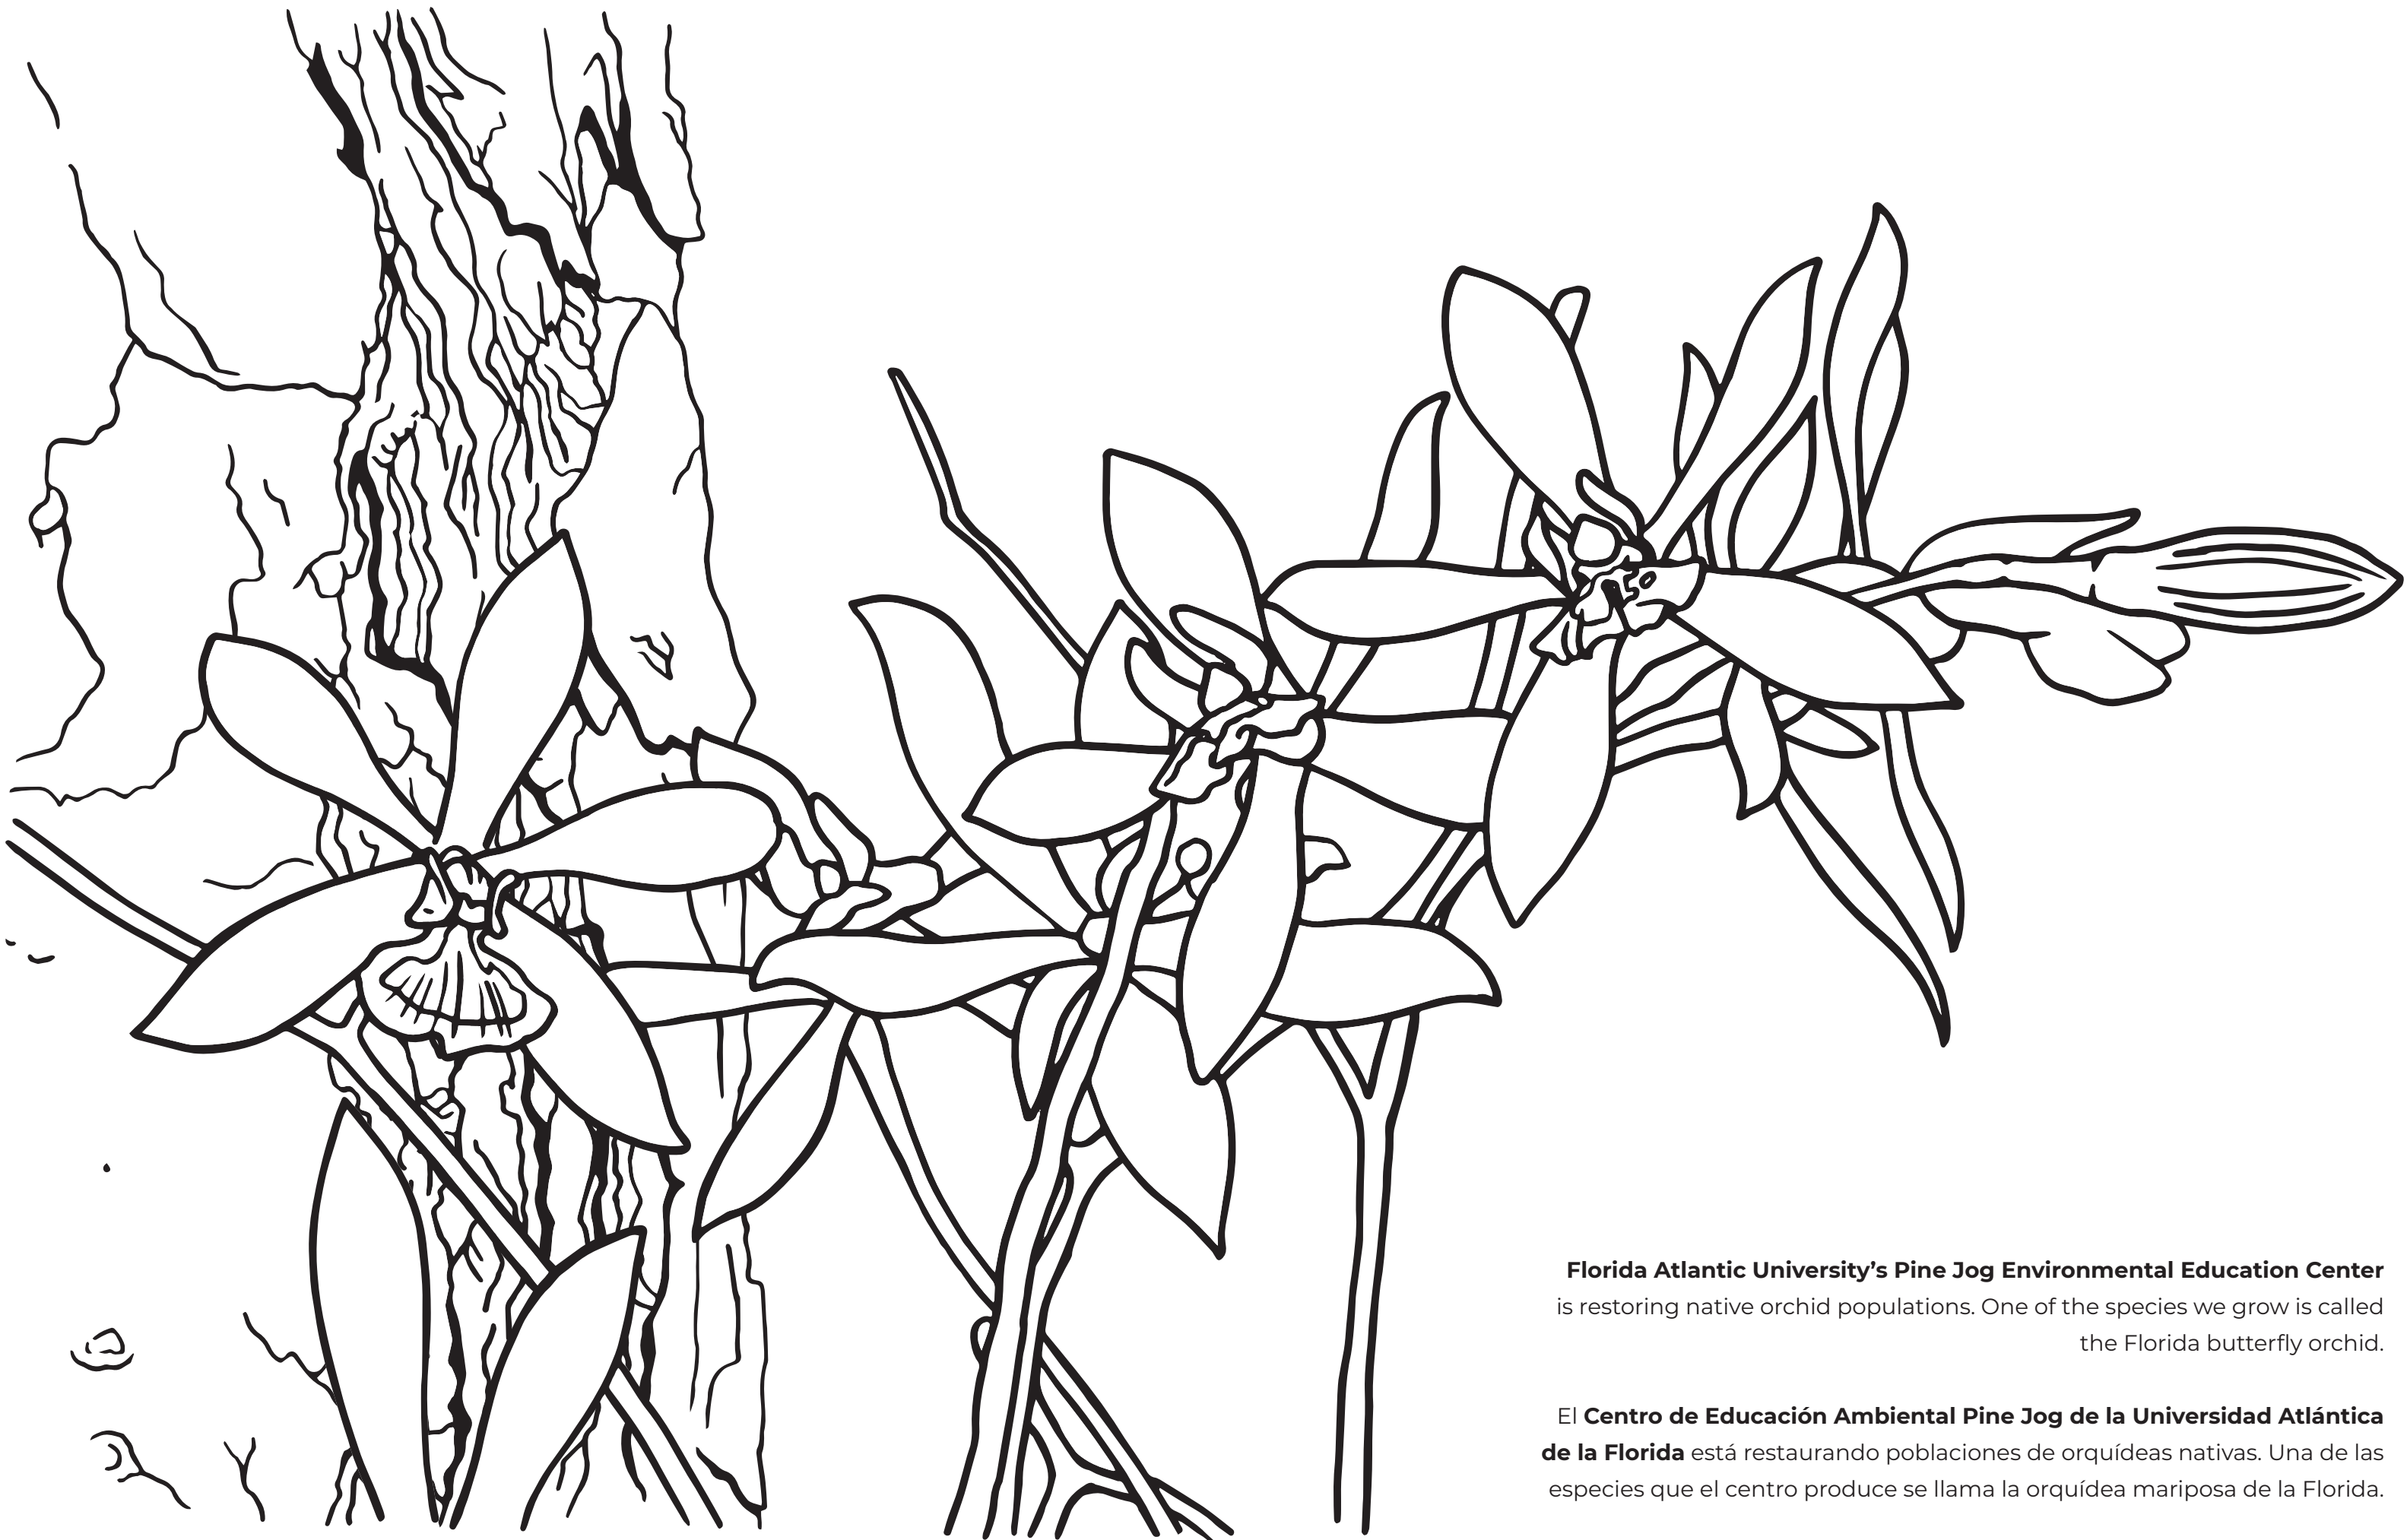 Florida Atlantic University’s Pine Jog Environmental Education Center
is restoring native orchid populations. One of the species we grow is called
the Florida butterfly orchid.
El Centro de Educación Ambiental Pine Jog de la Universidad Atlántica
de la Florida está restaurando poblaciones de orquídeas nativas. Una de las
especies que el centro produce se llama la orquídea mariposa de la Florida.